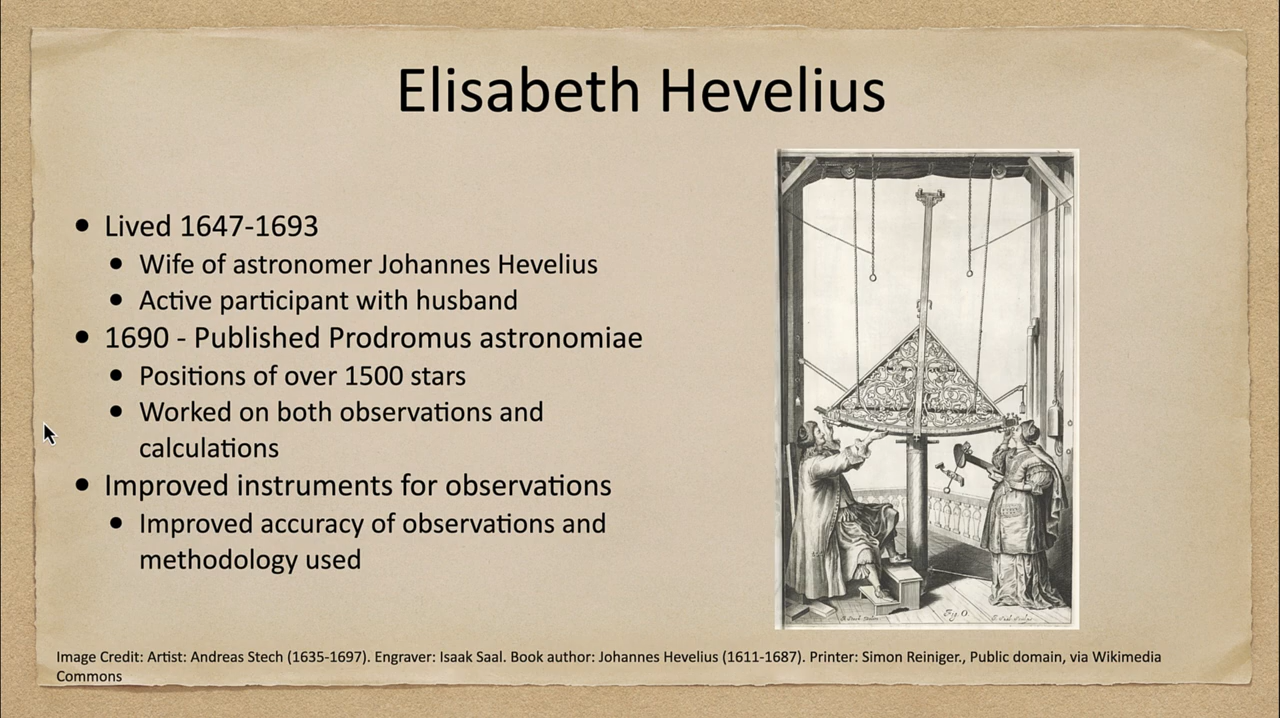 Elisabeth Hevelius
• Lived 1647-1693
• Wife of astronomer Johannes Hevelius
• Active participant with husband
• 1690 - Published Prodromus astronomiae
• Positions of over 1500 stars
• Worked on both observations and
calculations
• Improved instruments for observations
• Improved accuracy of observations and
methodology used
Fig. O.
Image Credit: Artist: Andreas Stech (1635-1697). Engraver: Isaak Saal. Book author: Johannes Hevelius (1611-1687). Printer: Simon Reiniger., Public domain, via Wikimedia
Commons